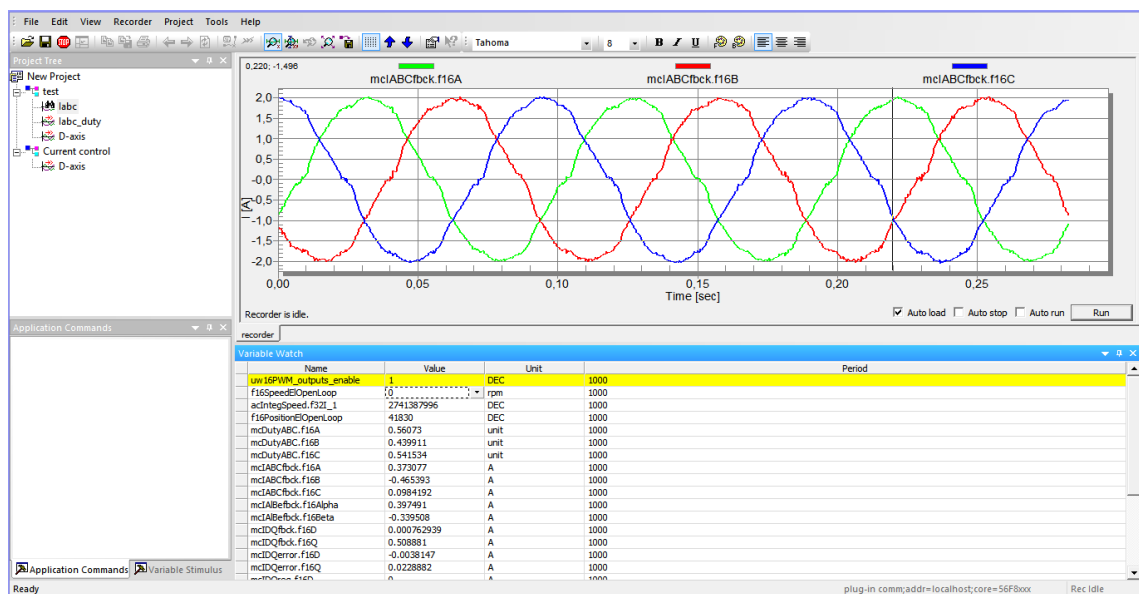 File Edit View Recorder Project Tools Help
Tahoma 8 B I U
Project Tree
New Project
test
Iabc
Iabc_duty
D-axis
Current control
D-axis
0,220; -1,496
mcIABCfbck.f16A mcIABCfbck.f16B mcIABCfbck.f16C
2,0
1,5
1,0
0,5
-0,0
-0,5
-1,0
-1,5
-2,0
I [A]
0,00 0,05 0,10 0,15 0,20 0,25
Time [sec]
Recorder is idle.
Auto load Auto stop Auto run Run
recorder
Application Commands
Variable Watch
Name Value Unit Period
uw16PWM_outputs_enable 1 DEC 1000
f16SpeedElOpenLoop 0 rpm 1000
acIntegSpeed.f32I_1 2741387996 DEC 1000
f16PositionElOpenLoop 41830 DEC 1000
mcDutyABC.f16A 0.56073 unit 1000
mcDutyABC.f16B 0.439911 unit 1000
mcDutyABC.f16C 0.541534 unit 1000
mcIABCfbck.f16A 0.373077 A 1000
mcIABCfbck.f16B -0.465393 A 1000
mcIABCfbck.f16C 0.0984192 A 1000
mcIAlBefbck.f16Alpha 0.397491 A 1000
mcIAlBefbck.f16Beta -0.339508 A 1000
mcIDQfbck.f16D 0.000762939 A 1000
mcIDQfbck.f16Q 0.508881 A 1000
mcIDQerror.f16D -0.0038147 A 1000
mcIDQerror.f16Q 0.0228882 A 1000
mcIDQreq.f16D 0 A 1000
Application Commands Variable Stimulus
Ready plug-in comm;addr=localhost;core=56F8xxx Rec Idle